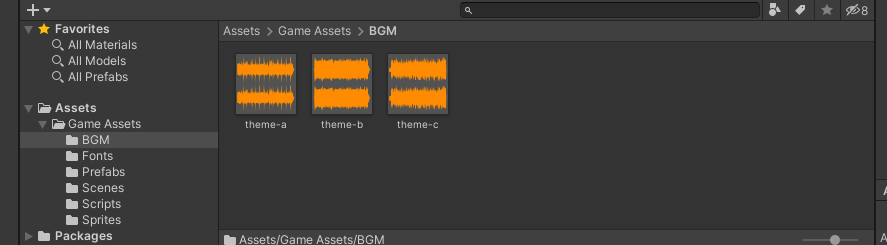 8
Favorites
All Materials
All Models
All Prefabs
Assets
Game Assets
BGM
Fonts
Prefabs
Scenes
Scripts
Sprites
Packages
Assets > Game Assets > BGM
theme-a theme-b theme-c
Assets/Game Assets/BGM